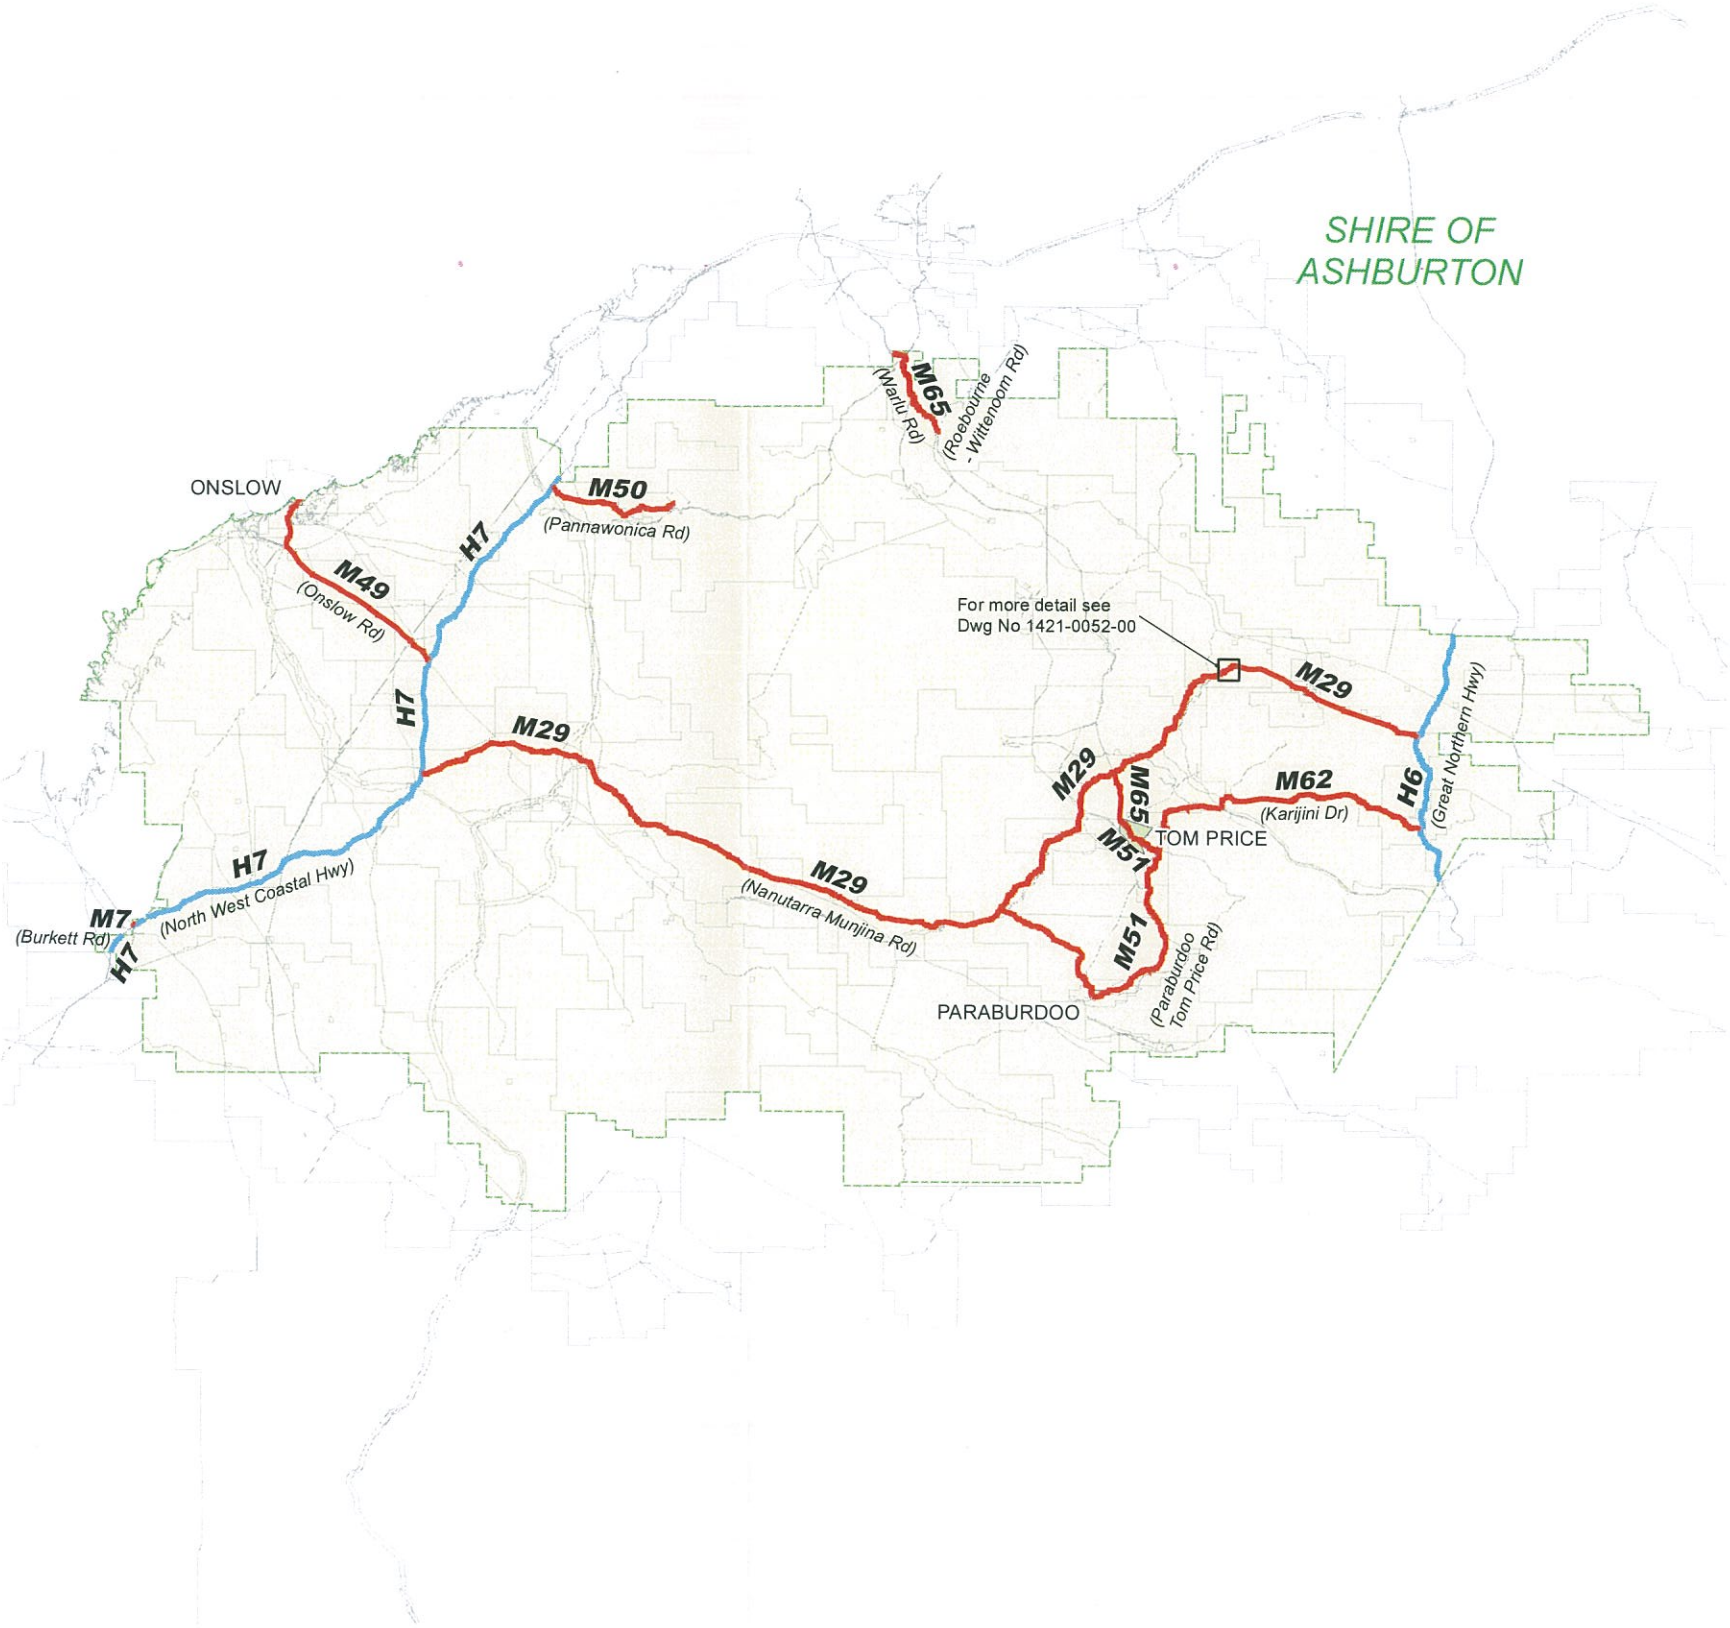 SHIRE OF
ASHBURTON
M65
(Warlu Rd)
(Roebourne
- Wittenoom Rd)
ONSLOW
M50
(Pannawonica Rd)
H7
M49
(Onslow Rd)
For more detail see
Dwg No 1421-0052-00
M29
H7
M29
(Great Northern Hwy)
H6
M29
M65
M62
(Karijini Dr)
TOM PRICE
M51
H7
(North West Coastal Hwy)
M29
(Nanutarra Munjina Rd)
M7
(Burkett Rd)
H7
M51
(Paraburdoo
Tom Price Rd)
PARABURDOO